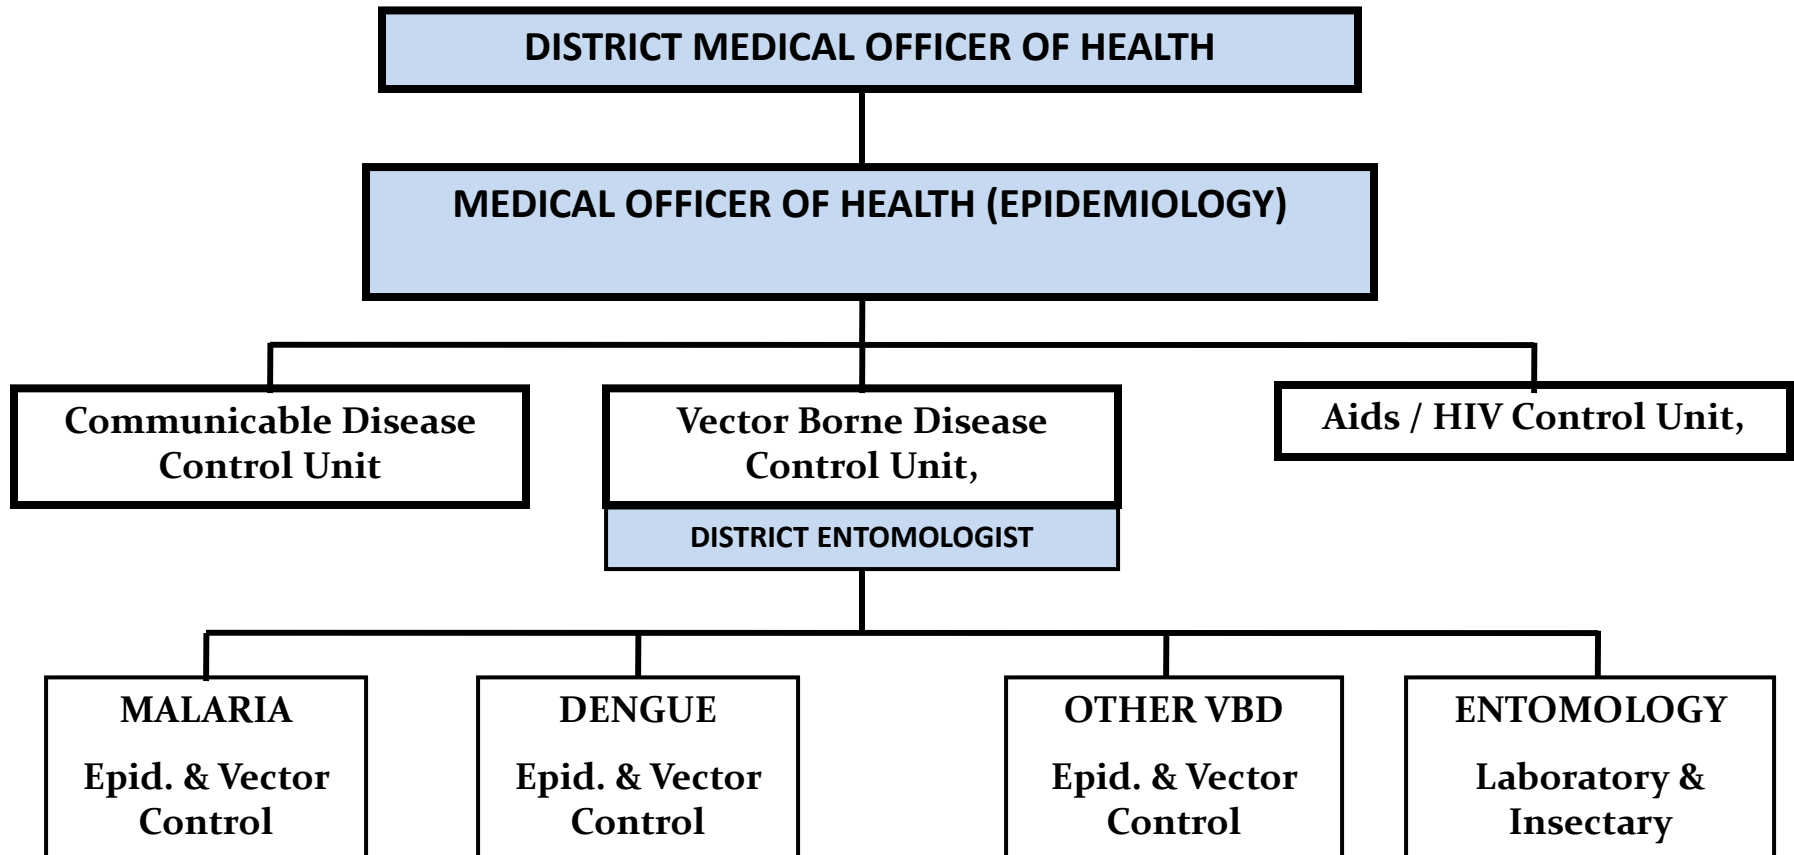 DISTRICT MEDICAL OFFICER OF HEALTH
MEDICAL OFFICER OF HEALTH (EPIDEMIOLOGY)
Communicable Disease
Control Unit
Vector Borne Disease
Control Unit,
Aids / HIV Control Unit,
DISTRICT ENTOMOLOGIST
MALARIA
Epid. & Vector
Control
DENGUE
Epid. & Vector
Control
OTHER VBD
Epid. & Vector
Control
ENTOMOLOGY
Laboratory &
Insectary